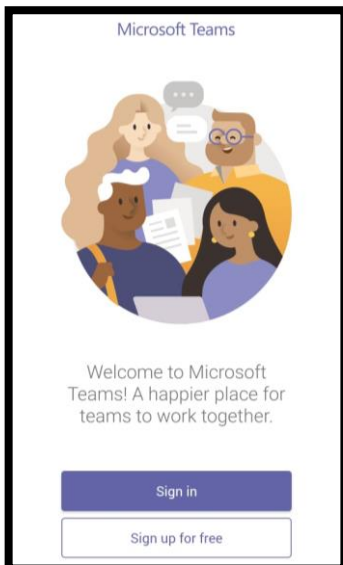 Microsoft Teams
Welcome to Microsoft
Teams! A happier place for
teams to work together.
Sign in
Sign up for free